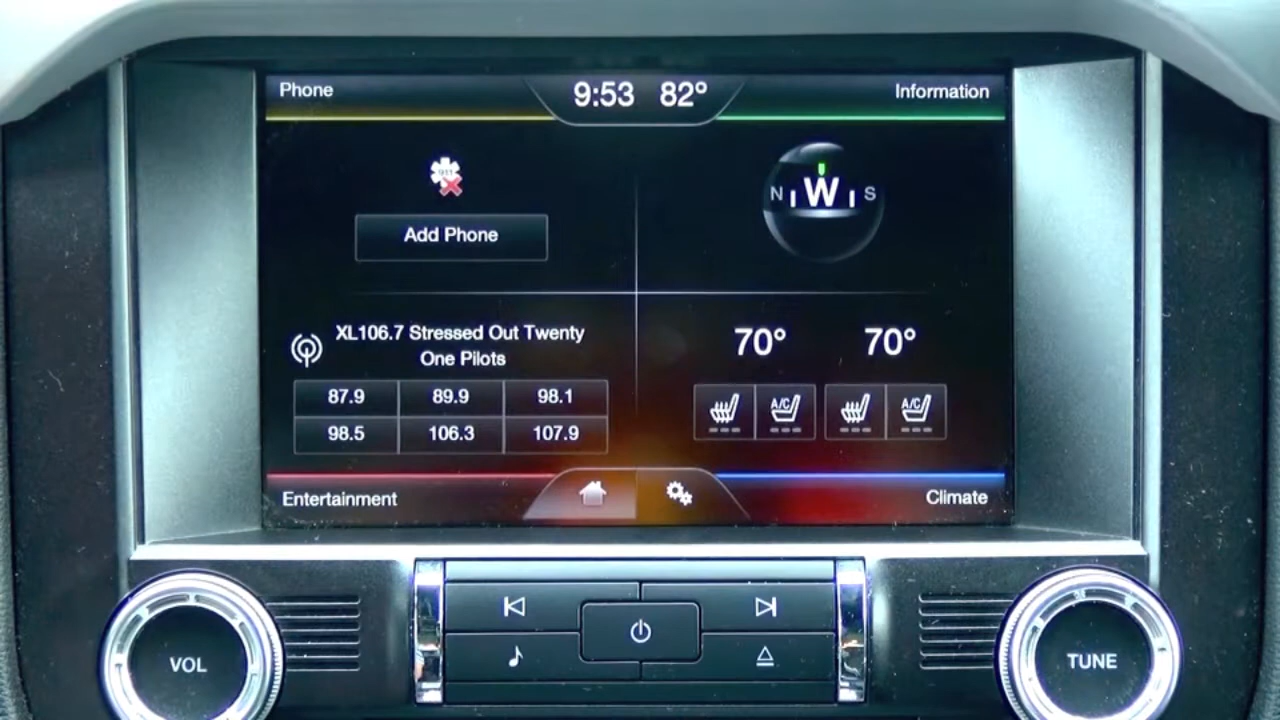 Phone
9:53 82°
Information
911
Add Phone
N W S
XL106.7 Stressed Out Twenty
One Pilots
87.9 89.9 98.1
98.5 106.3 107.9
70° 70°
A/C A/C
Entertainment
Climate
VOL
TUNE